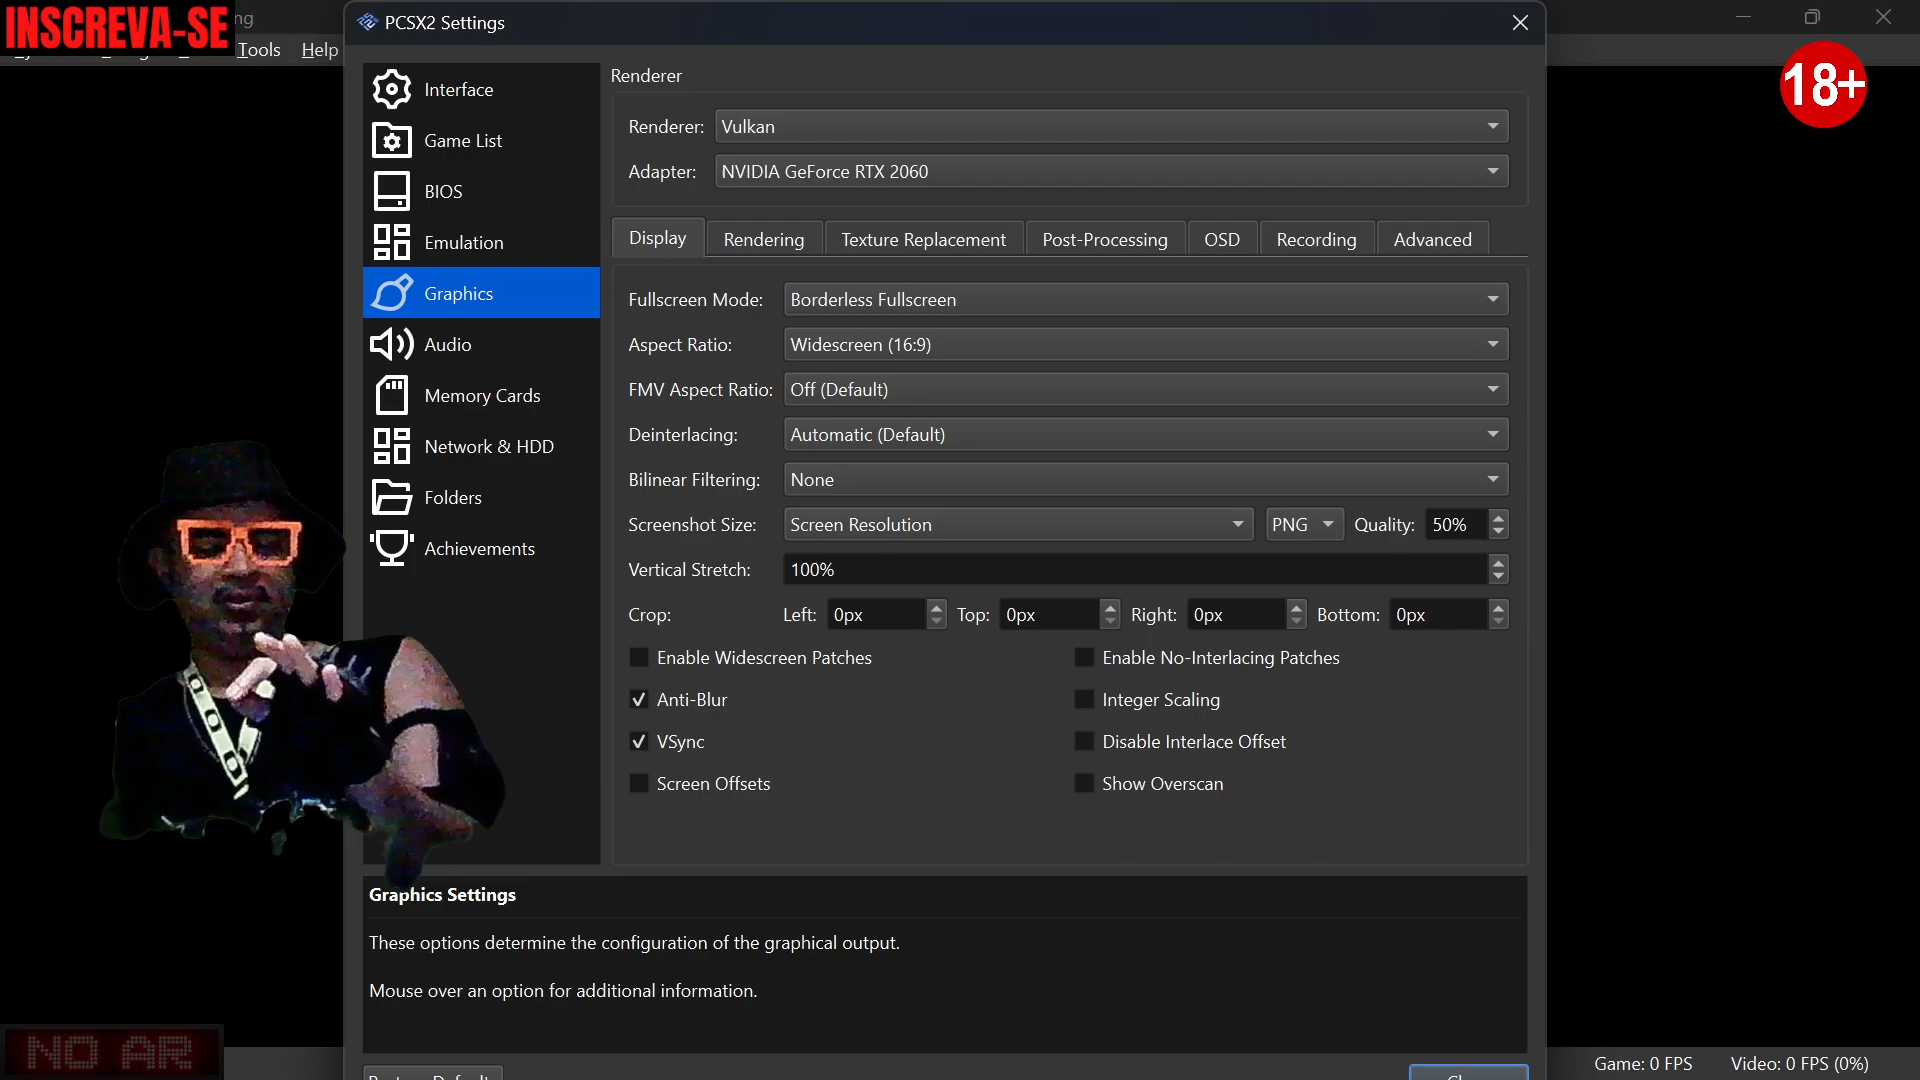 INSCREVA-SE
PCSX2 Settings
Tools Help
18+
Interface
Game List
BIOS
Emulation
Graphics
Audio
Memory Cards
Network & HDD
Folders
Achievements
Renderer
Renderer: Vulkan
Adapter: NVIDIA GeForce RTX 2060
Display Rendering Texture Replacement Post-Processing OSD Recording Advanced
Fullscreen Mode: Borderless Fullscreen
Aspect Ratio: Widescreen (16:9)
FMV Aspect Ratio: Off (Default)
Deinterlacing: Automatic (Default)
Bilinear Filtering: None
Screenshot Size: Screen Resolution PNG Quality: 50%
Vertical Stretch: 100%
Crop: Left: 0px Top: 0px Right: 0px Bottom: 0px
Enable Widescreen Patches Enable No-Interlacing Patches
Anti-Blur Integer Scaling
VSync Disable Interlace Offset
Screen Offsets Show Overscan
Graphics Settings
These options determine the configuration of the graphical output.
Mouse over an option for additional information.
NO AR
Game: 0 FPS Video: 0 FPS (0%)